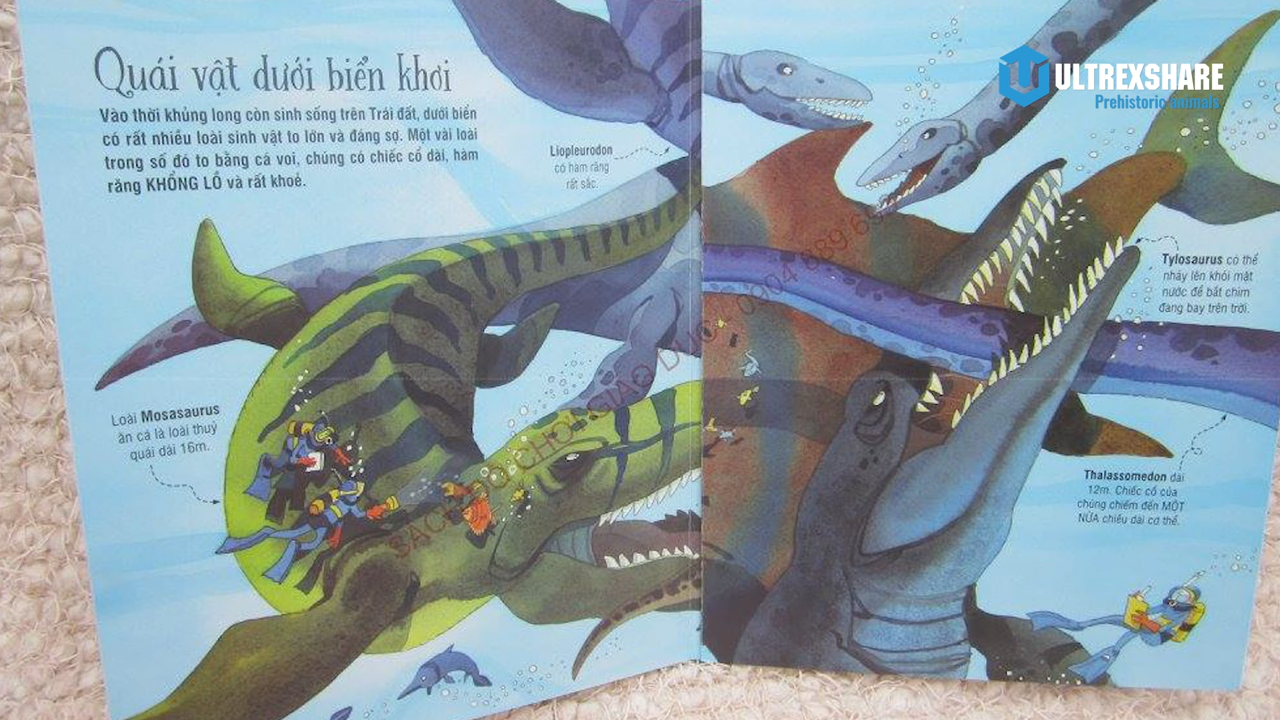 Quái vật dưới biển khơi
Vào thời khủng long còn sinh sống trên Trái đất, dưới biển
có rất nhiều loài sinh vật to lớn và đáng sợ. Một vài loài
trong số đó to bằng cá voi, chúng có chiếc cổ dài, hàm
răng KHỔNG LỒ và rất khoẻ.
Liopleurodon
có hàm răng
rất sắc.
Loài Mosasaurus
ăn cá là loài thuỷ
quái dài 16m.
ULTREXSHARE
Prehistoric animals
Tylosaurus có thể
nhảy lên khỏi mặt
nước để bắt chim
đang bay trên trời.
Thalassomedon dài
12m. Chiếc cổ của
chúng chiếm đến MỘT
NỬA chiều dài cơ thể.